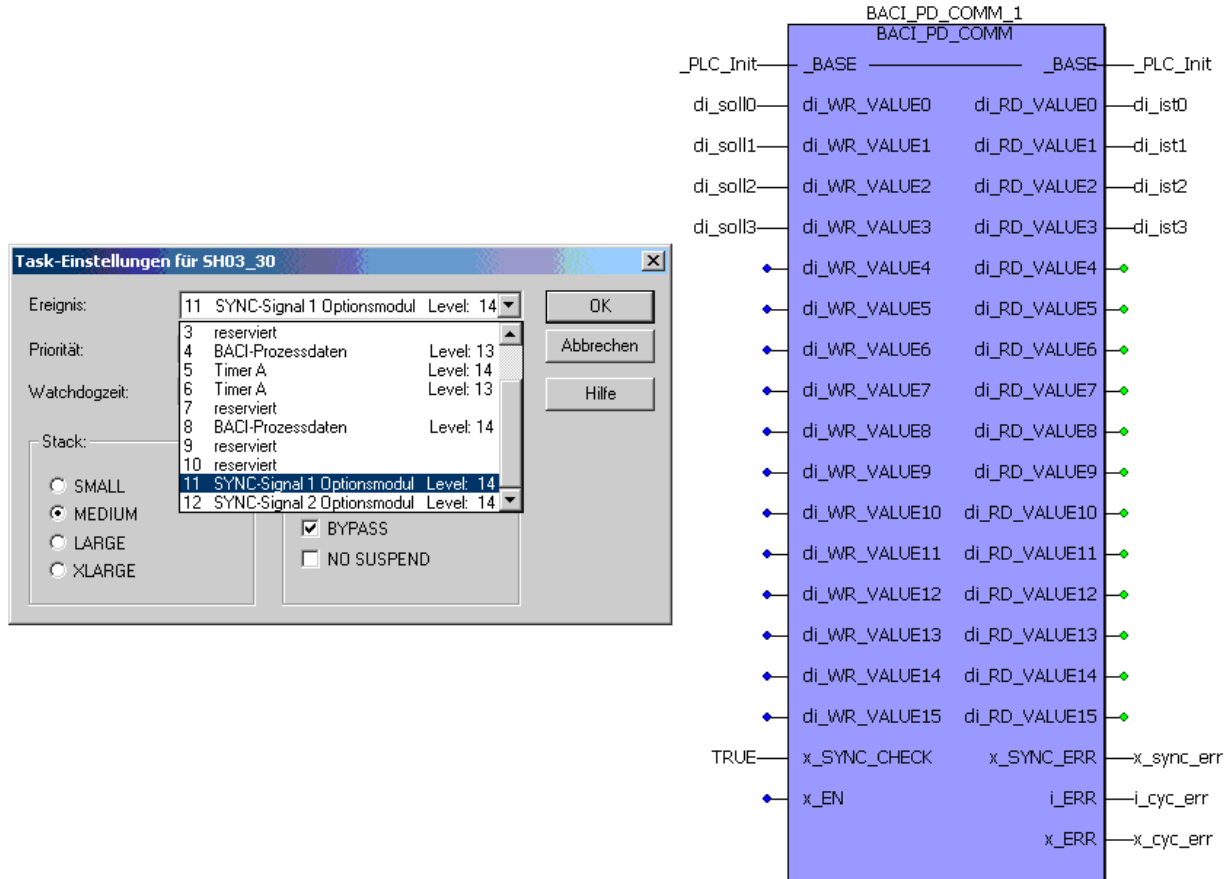 Task-Einstellungen für SH03_30
Ereignis:
11 SYNC-Signal 1 Optionsmodul Level: 14
OK
3 reserviert
4 BACI-Prozessdaten Level: 13
5 Timer A Level: 14
6 Timer A Level: 13
7 reserviert
8 BACI-Prozessdaten Level: 14
9 reserviert
10 reserviert
11 SYNC-Signal 1 Optionsmodul Level: 14
12 SYNC-Signal 2 Optionsmodul Level: 14
Priorität:
Abbrechen
Watchdogzeit:
Hilfe
Stack:
SMALL
MEDIUM
LARGE
XLARGE
BYPASS
NO SUSPEND
BACI_PD_COMM_1
BACI_PD_COMM
_PLC_Init _BASE _BASE _PLC_Init
di_soll0 di_WR_VALUE0 di_RD_VALUE0 di_ist0
di_soll1 di_WR_VALUE1 di_RD_VALUE1 di_ist1
di_soll2 di_WR_VALUE2 di_RD_VALUE2 di_ist2
di_soll3 di_WR_VALUE3 di_RD_VALUE3 di_ist3
di_WR_VALUE4 di_RD_VALUE4
di_WR_VALUE5 di_RD_VALUE5
di_WR_VALUE6 di_RD_VALUE6
di_WR_VALUE7 di_RD_VALUE7
di_WR_VALUE8 di_RD_VALUE8
di_WR_VALUE9 di_RD_VALUE9
di_WR_VALUE10 di_RD_VALUE10
di_WR_VALUE11 di_RD_VALUE11
di_WR_VALUE12 di_RD_VALUE12
di_WR_VALUE13 di_RD_VALUE13
di_WR_VALUE14 di_RD_VALUE14
di_WR_VALUE15 di_RD_VALUE15
TRUE x_SYNC_CHECK x_SYNC_ERR x_sync_err
x_EN i_ERR i_cyc_err
x_ERR x_cyc_err